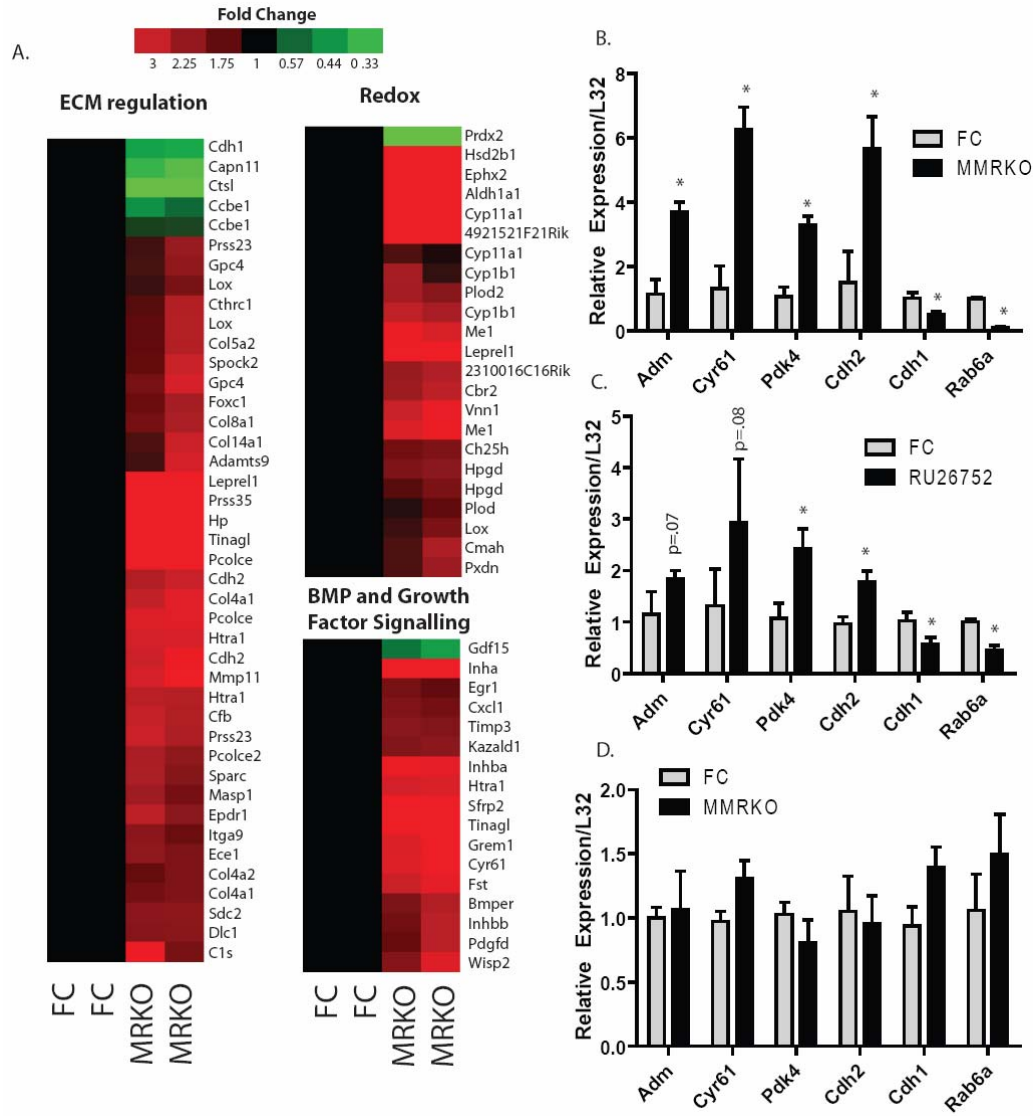 A.
Fold Change
3 2.25 1.75 1 0.57 0.44 0.33
ECM regulation
Cdh1
Capn11
Ctsl
Ccbe1
Ccbe1
Prss23
Gpc4
Lox
Cthrc1
Lox
Col5a2
Spock2
Gpc4
Foxc1
Col8a1
Col14a1
Adamts9
Leprel1
Prss35
Hp
Tinagl
Pcolce
Cdh2
Col4a1
Pcolce
Htra1
Cdh2
Mmp11
Htra1
Cfb
Prss23
Pcolce2
Sparc
Masp1
Epdr1
Itga9
Ece1
Col4a2
Col4a1
Sdc2
Dlc1
C1s
FC FC MRKO MRKO
Redox
Prdx2
Hsd2b1
Ephx2
Aldh1a1
Cyp11a1
4921521F21Rik
Cyp11a1
Cyp1b1
Plod2
Cyp1b1
Me1
Leprel1
2310016C16Rik
Cbr2
Vnn1
Me1
Ch25h
Hpgd
Hpgd
Plod
Lox
Cmah
Pxdn
BMP and Growth
Factor Signalling
Gdf15
Inha
Egr1
Cxcl1
Timp3
Kazald1
Inhba
Htra1
Sfrp2
Tinagl
Grem1
Cyr61
Fst
Bmper
Inhbb
Pdgfd
Wisp2
FC FC MRKO MRKO
B.
Relative Expression/L32
8
6
4
2
0
* * * * * *
FC
MMRKO
Adm Cyr61 Pdk4 Cdh2 Cdh1 Rab6a
C.
Relative Expression/L32
5
4
3
2
1
0
p=.07 p=.08 * * * *
FC
RU26752
Adm Cyr61 Pdk4 Cdh2 Cdh1 Rab6a
D.
Relative Expression/L32
2.0
1.5
1.0
0.5
0.0
FC
MMRKO
Adm Cyr61 Pdk4 Cdh2 Cdh1 Rab6a